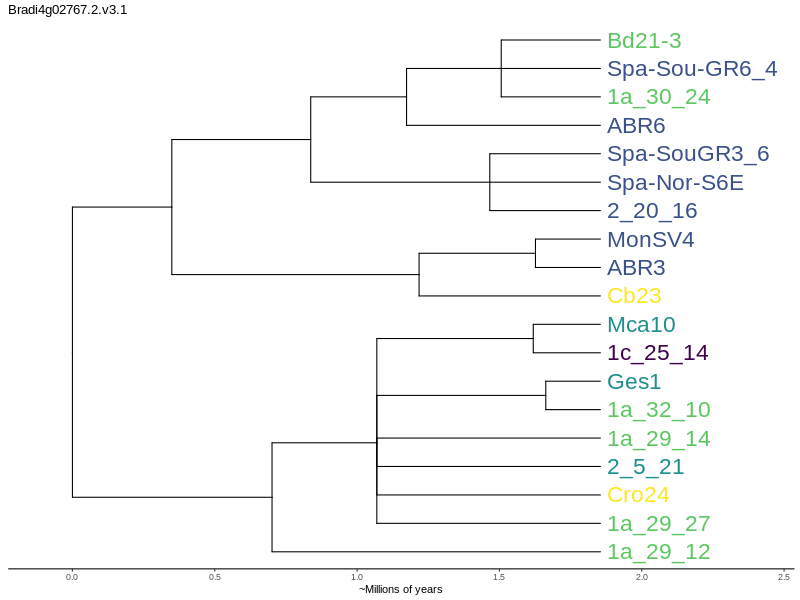 Bradi4g02767.2.v3.1
Bd21-3
Spa-Sou-GR6_4
1a_30_24
ABR6
Spa-SouGR3_6
Spa-Nor-S6E
2_20_16
MonSV4
ABR3
Cb23
Mca10
1c_25_14
Ges1
1a_32_10
1a_29_14
2_5_21
Cro24
1a_29_27
1a_29_12
0.0 0.5 1.0 1.5 2.0 2.5
~Millions of years